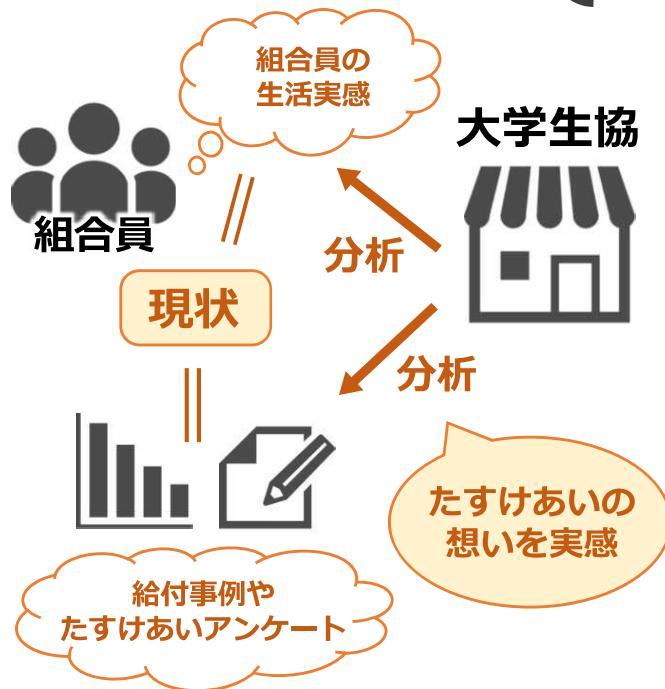 組合員の
生活実感
大学生協
組合員
分析
現状
分析
たすけあいの
想いを実感
給付事例や
たすけあいアンケート